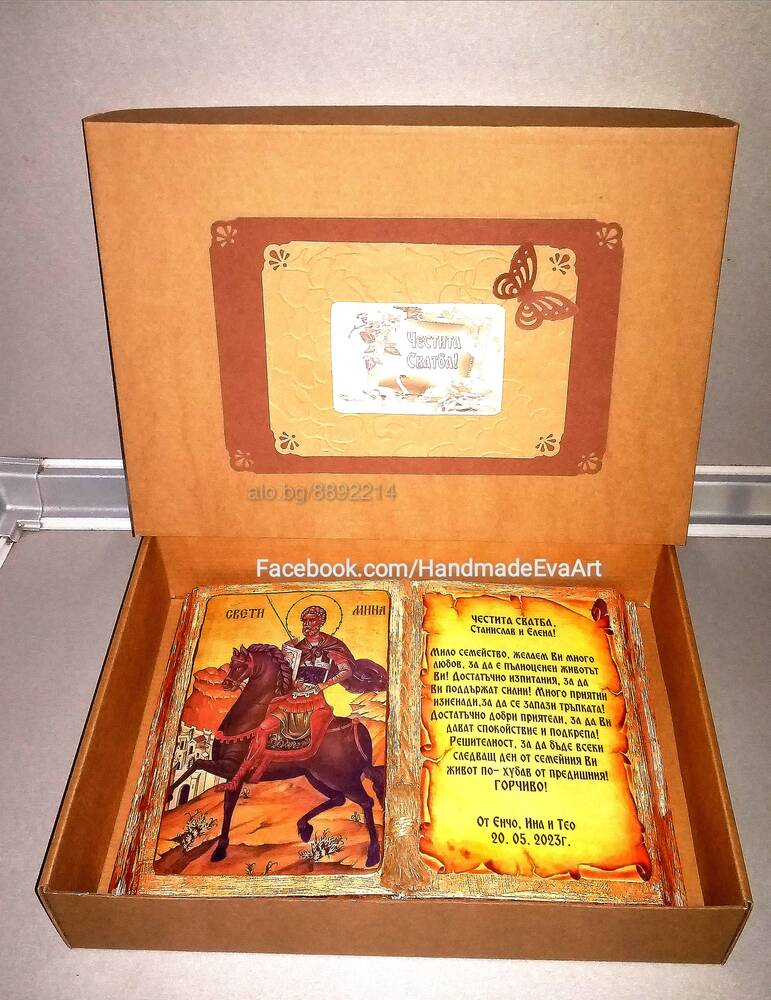 Честита
Сватба!
alo.bg/8892214
Facebook.com/HandmadeEvaArt
СВЕТИ МИНА
ЧЕСТИТА СВАТБА,
Станислав и Елена!
Мило семейство, желаем Ви много
любов, за да е пълноценен животът
Ви! Достатъчно изпитания, за да
Ви поддържат силни! Много приятни
изненади,за да се запази тръпката!
Достатъчно добри приятели, за да Ви
дават спокойствие и подкрепа!
Решителност, за да бъде всеки
следващ ден от семейния Ви
живот по- хубав от предишния!
ГОРЧИВО!
От Енчо, Ина и Тео
20. 05. 2023г.